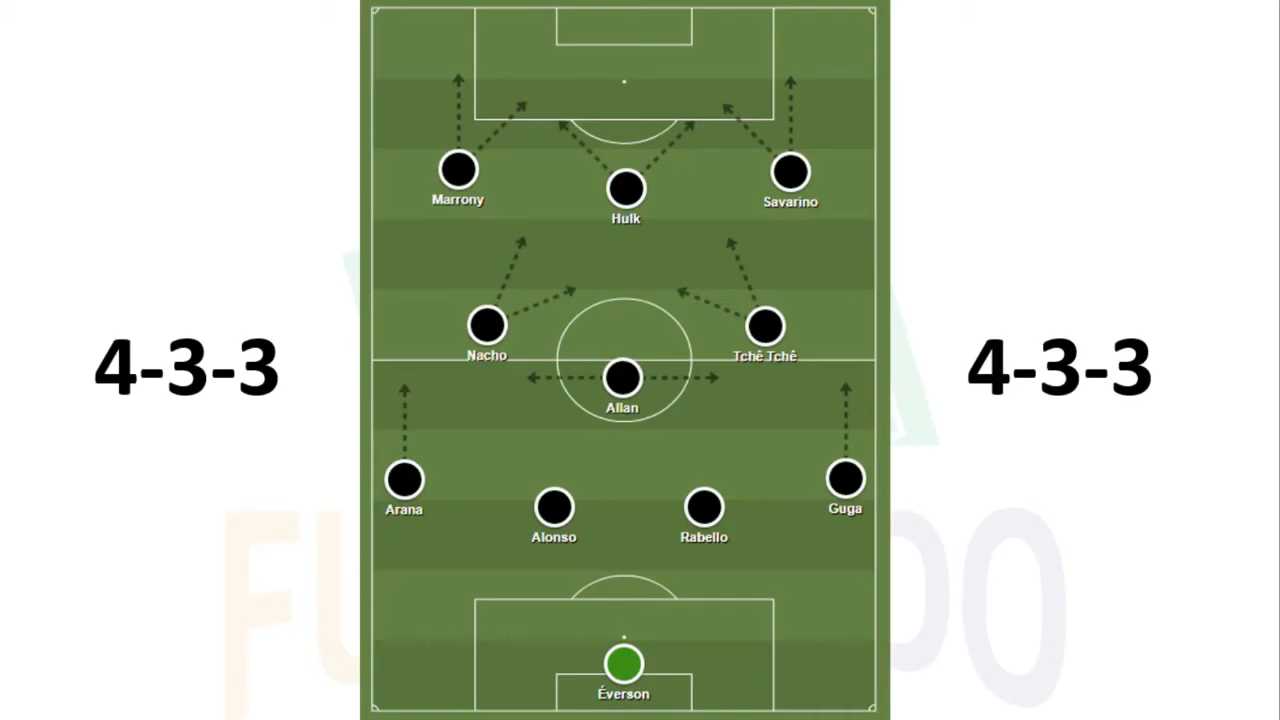 Marrony
Hulk
Savarino
Nacho
Tchê Tchê
4-3-3
4-3-3
Allan
Arana
Guga
Alonso
Rabello
Éverson